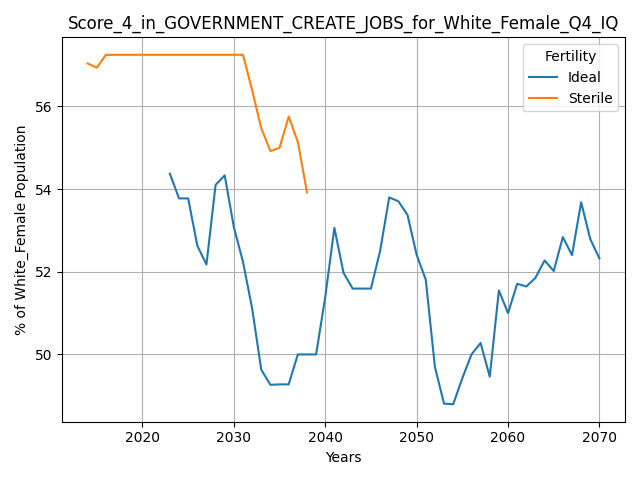 Score_4_in_GOVERNMENT_CREATE_JOBS_for_White_Female_Q4_IQ
Fertility
Ideal
Sterile
% of White_Female Population
56
54
52
50
2020 2030 2040 2050 2060 2070
Years